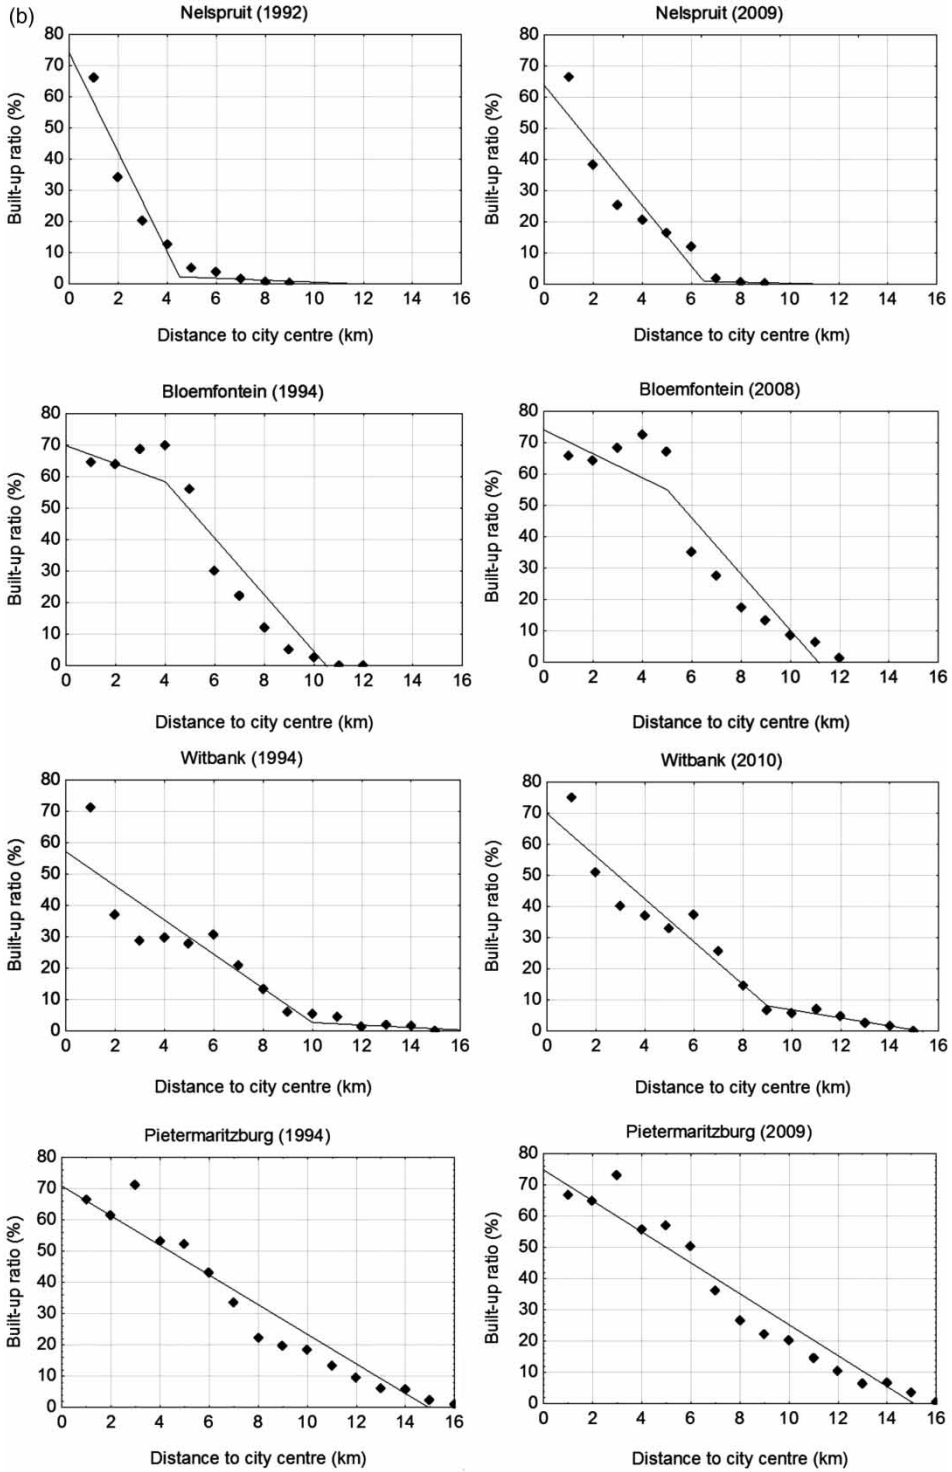 (b)
Nelspruit (1992)
Built-up ratio (%)
80
70
60
50
40
30
20
10
0
0 2 4 6 8 10 12 14 16
Distance to city centre (km)
Nelspruit (2009)
Built-up ratio (%)
80
70
60
50
40
30
20
10
0
0 2 4 6 8 10 12 14 16
Distance to city centre (km)
Bloemfontein (1994)
Built-up ratio (%)
80
70
60
50
40
30
20
10
0
0 2 4 6 8 10 12 14 16
Distance to city centre (km)
Bloemfontein (2008)
Built-up ratio (%)
80
70
60
50
40
30
20
10
0
0 2 4 6 8 10 12 14 16
Distance to city centre (km)
Witbank (1994)
Built-up ratio (%)
80
70
60
50
40
30
20
10
0
0 2 4 6 8 10 12 14 16
Distance to city centre (km)
Witbank (2010)
Built-up ratio (%)
80
70
60
50
40
30
20
10
0
0 2 4 6 8 10 12 14 16
Distance to city centre (km)
Pietermaritzburg (1994)
Built-up ratio (%)
80
70
60
50
40
30
20
10
0
0 2 4 6 8 10 12 14 16
Distance to city centre (km)
Pietermaritzburg (2009)
Built-up ratio (%)
80
70
60
50
40
30
20
10
0
0 2 4 6 8 10 12 14 16
Distance to city centre (km)